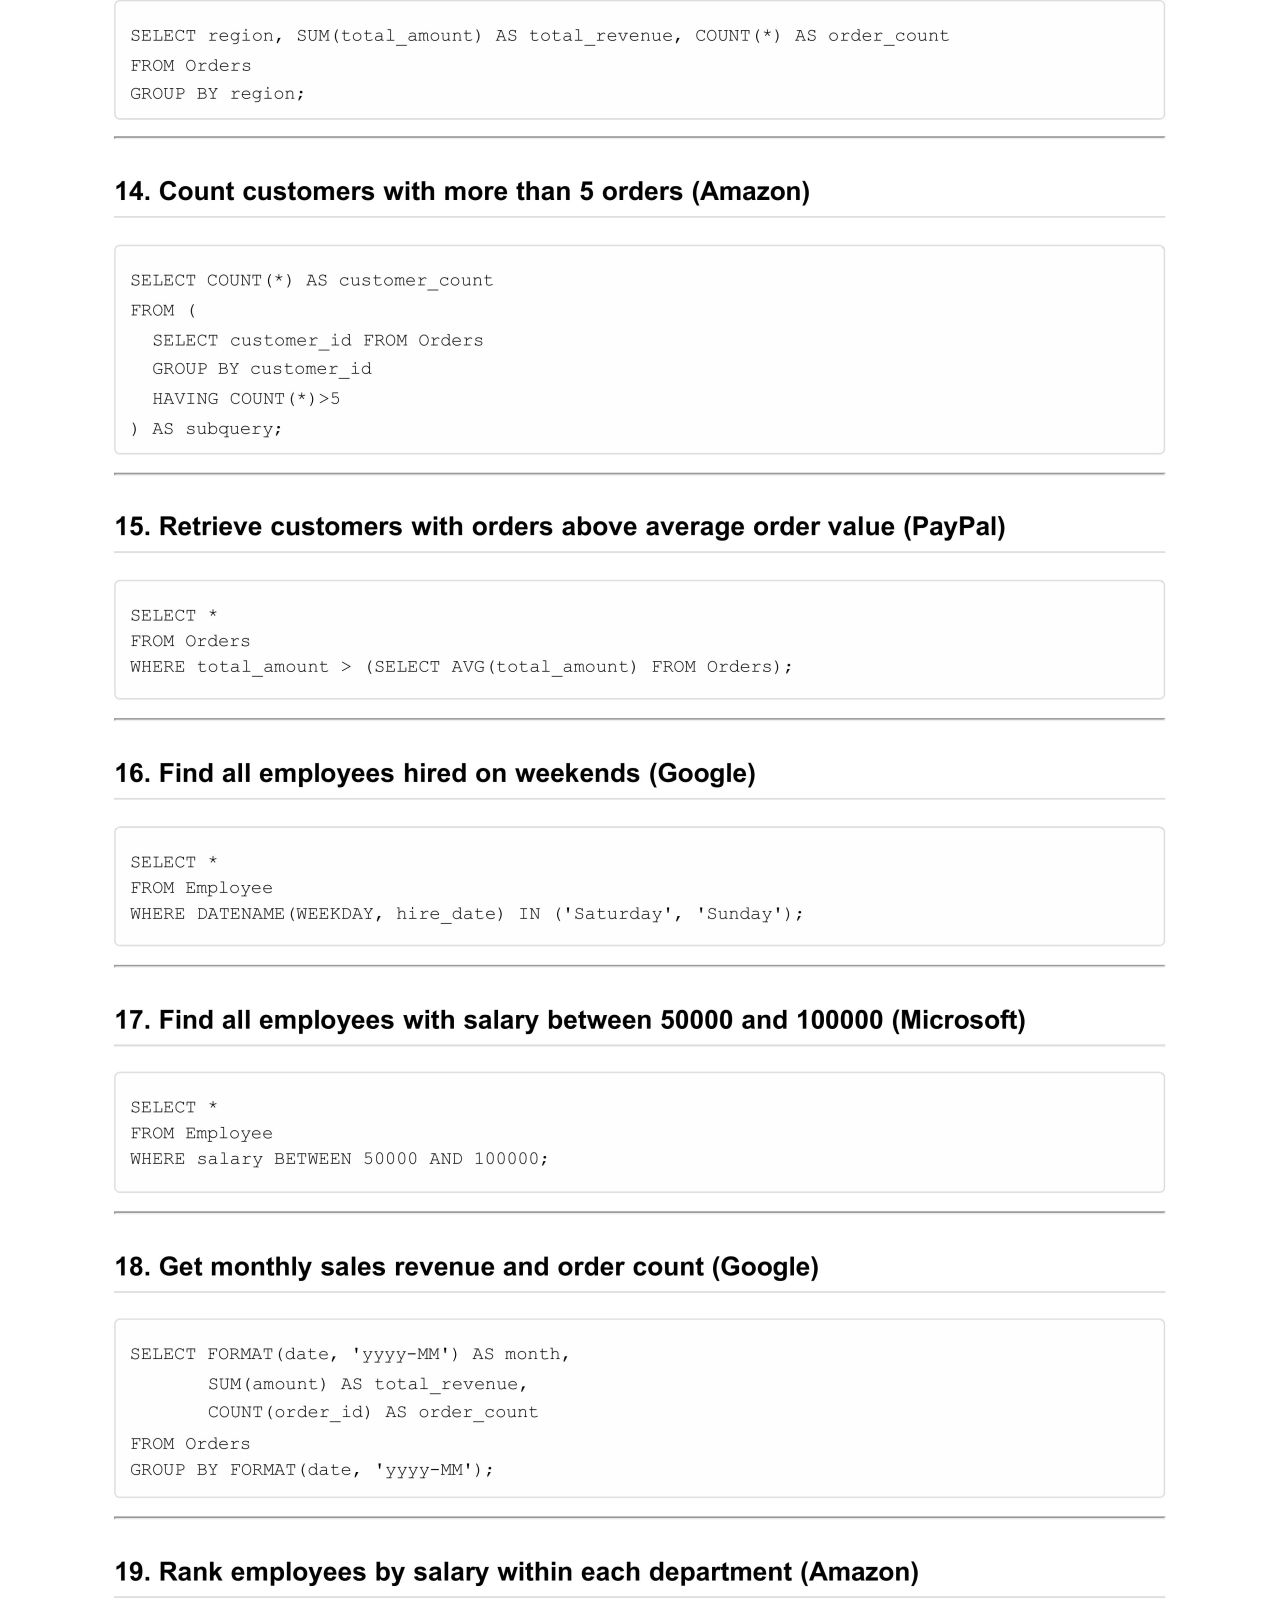 SELECT region, SUM(total_amount) AS total_revenue, COUNT(*) AS order_count
FROM Orders
GROUP BY region;
14. Count customers with more than 5 orders (Amazon)
SELECT COUNT(*) AS customer_count
FROM (
  SELECT customer_id FROM Orders
  GROUP BY customer_id
  HAVING COUNT(*)>5
) AS subquery;
15. Retrieve customers with orders above average order value (PayPal)
SELECT *
FROM Orders
WHERE total_amount > (SELECT AVG(total_amount) FROM Orders);
16. Find all employees hired on weekends (Google)
SELECT *
FROM Employee
WHERE DATENAME(WEEKDAY, hire_date) IN ('Saturday', 'Sunday');
17. Find all employees with salary between 50000 and 100000 (Microsoft)
SELECT *
FROM Employee
WHERE salary BETWEEN 50000 AND 100000;
18. Get monthly sales revenue and order count (Google)
SELECT FORMAT(date, 'yyyy-MM') AS month,
       SUM(amount) AS total_revenue,
       COUNT(order_id) AS order_count
FROM Orders
GROUP BY FORMAT(date, 'yyyy-MM');
19. Rank employees by salary within each department (Amazon)